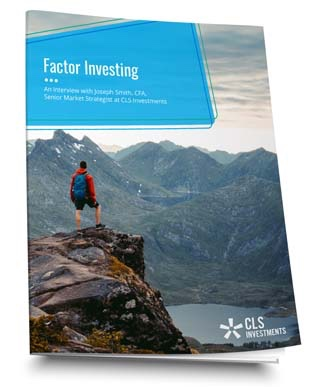 Factor Investing
An Interview with Joseph Smith, CFA,
Senior Market Strategist at CLS Investments
CLS
INVESTMENTS